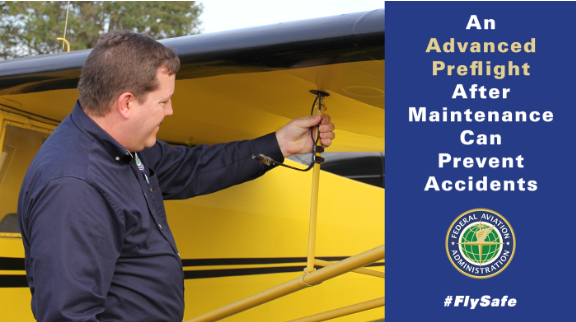 An
Advanced
Preflight
After
Maintenance
Can
Prevent
Accidents
FEDERAL AVIATION
ADMINISTRATION
#FlySafe